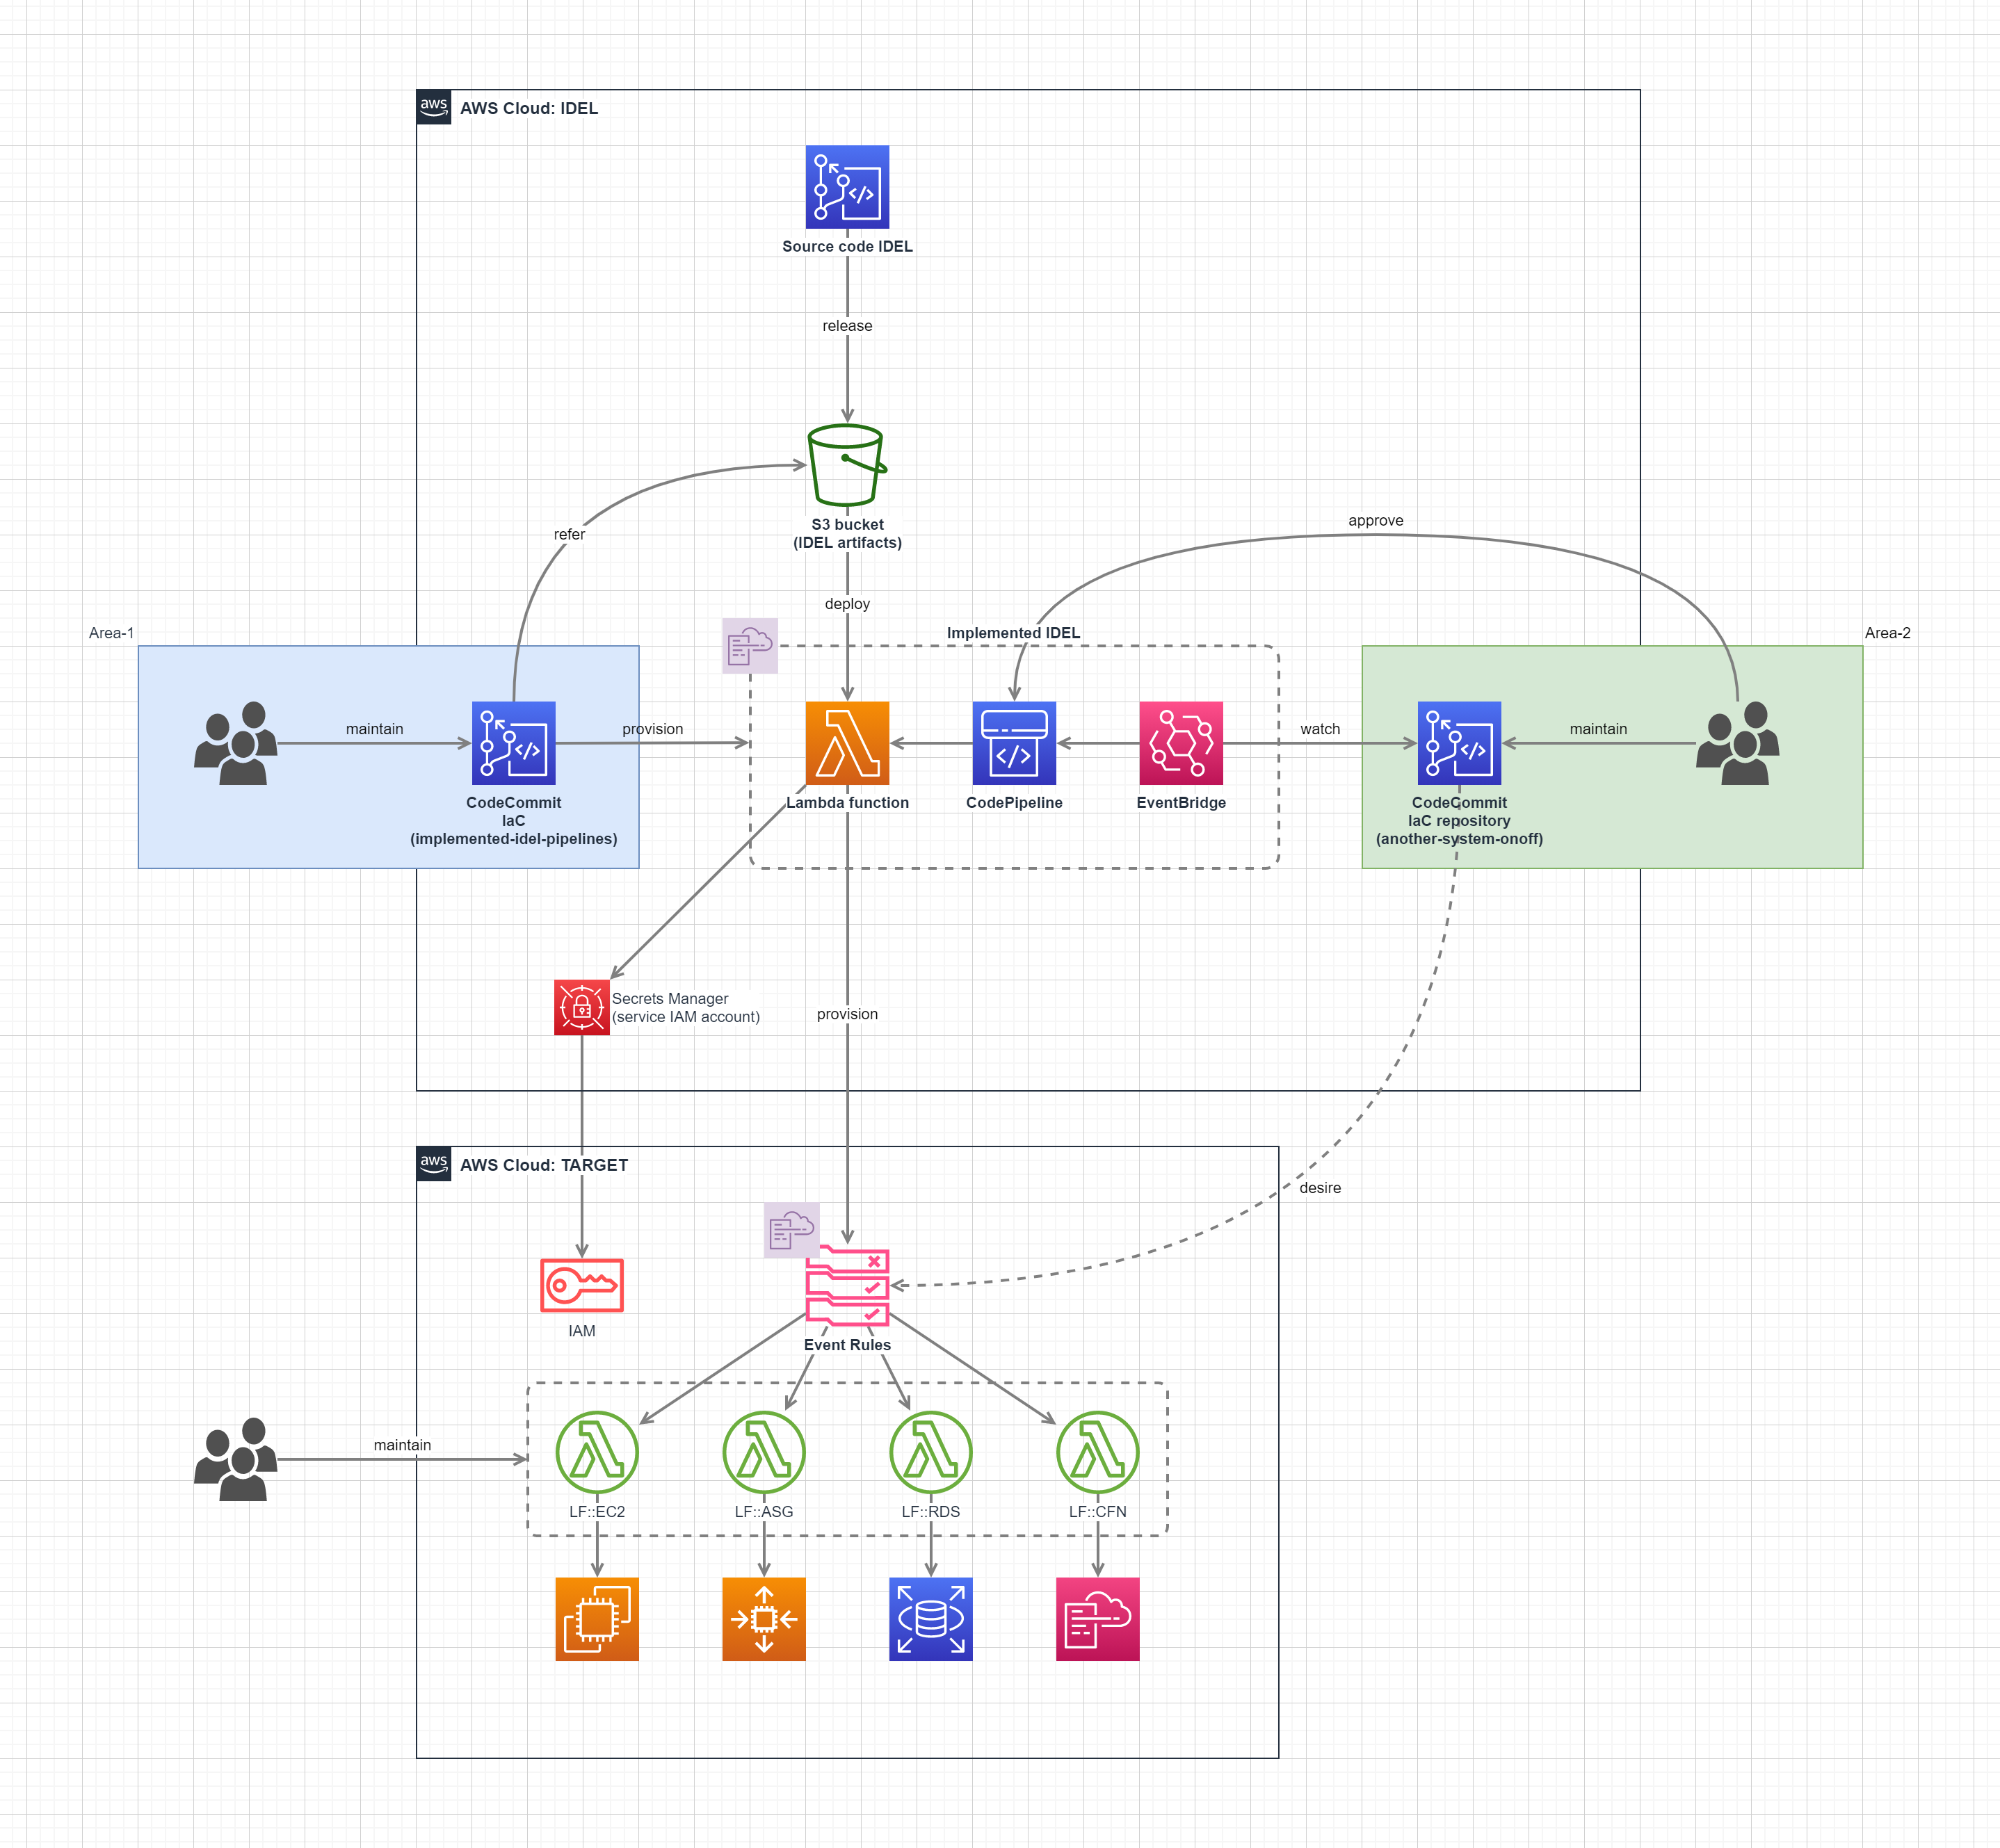 aws
AWS Cloud: IDEL
Source code IDEL
release
S3 bucket
(IDEL artifacts)
refer
approve
deploy
Area-1
Implemented IDEL
Area-2
maintain
provision
watch
maintain
CodeCommit
IaC
(implemented-idel-pipelines)
Lambda function
CodePipeline
EventBridge
CodeCommit
IaC repository
(another-system-onoff)
Secrets Manager
(service IAM account)
provision
aws
AWS Cloud: TARGET
desire
IAM
Event Rules
maintain
LF::EC2
LF::ASG
LF::RDS
LF::CFN